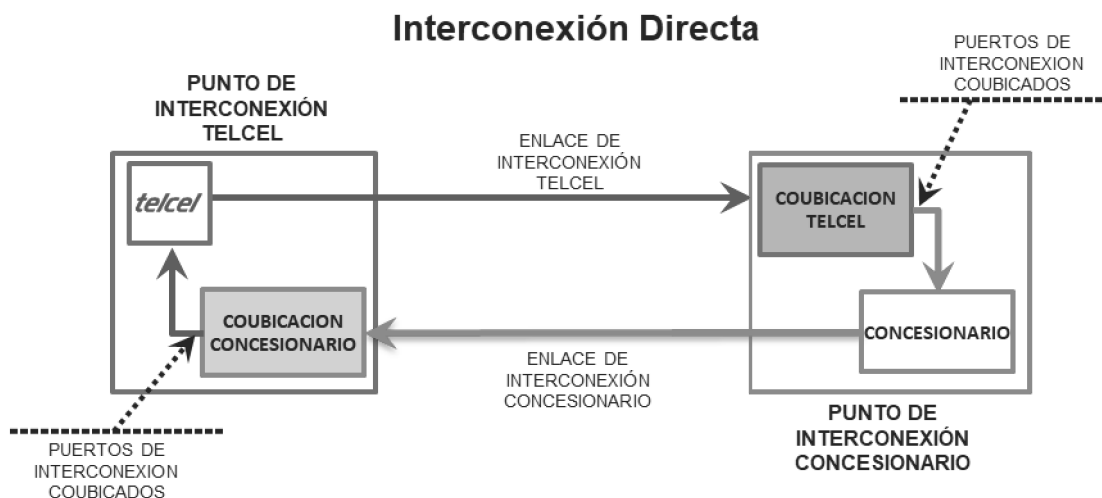 Interconexión Directa
PUERTOS DE
INTERCONEXION
COUBICADOS
PUNTO DE
INTERCONEXIÓN
TELCEL
ENLACE DE
INTERCONEXIÓN
TELCEL
telcel
COUBICACION
TELCEL
COUBICACION
CONCESIONARIO
CONCESIONARIO
ENLACE DE
INTERCONEXIÓN
CONCESIONARIO
PUNTO DE
INTERCONEXIÓN
CONCESIONARIO
PUERTOS DE
INTERCONEXION
COUBICADOS